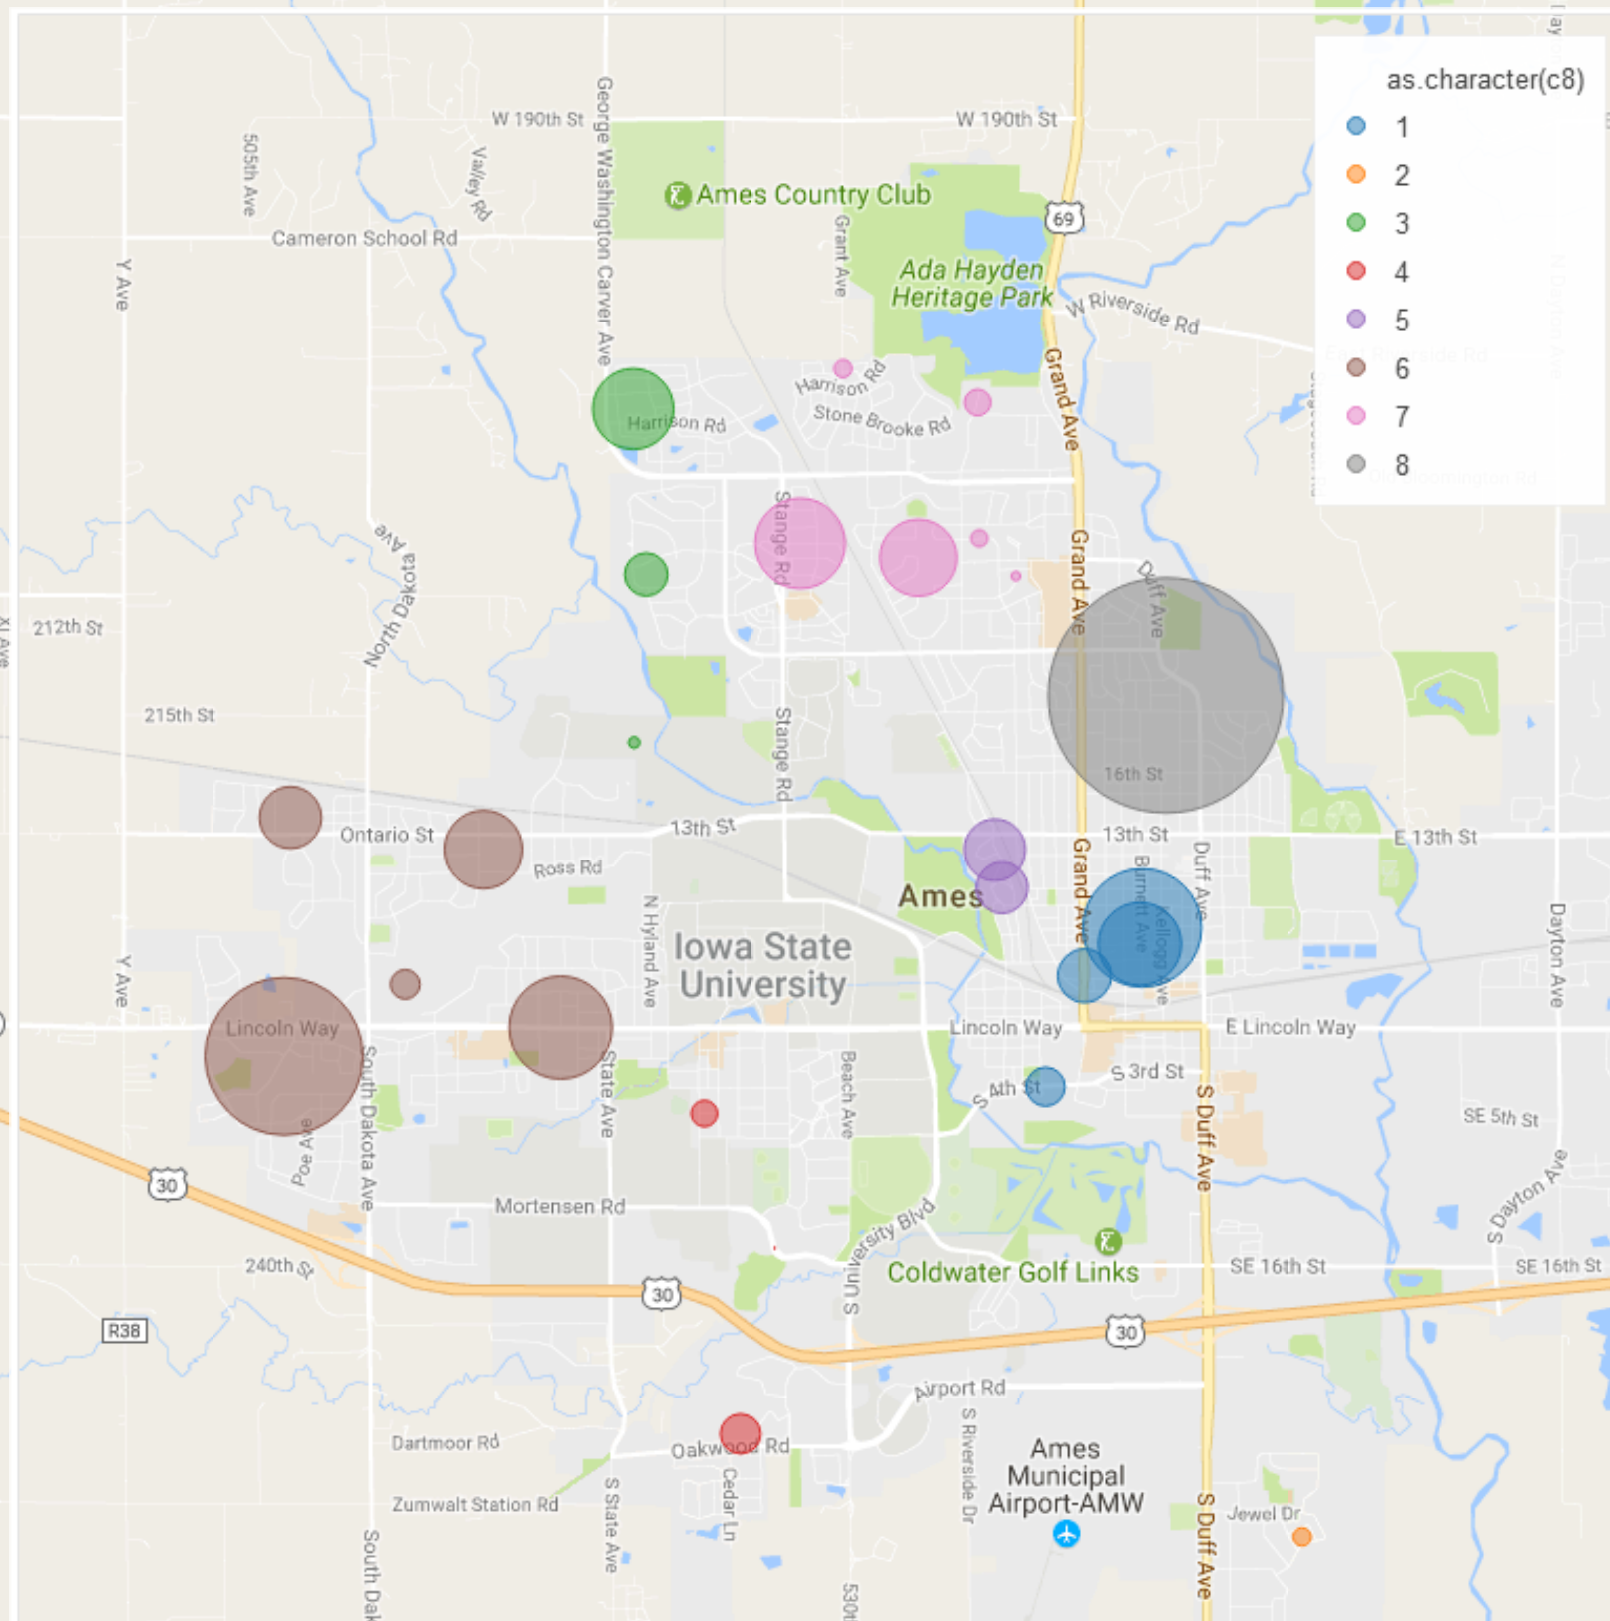 as.character(c8)
1
2
3
4
5
6
7
8
W 190th St
W 190th St
George Washington Carver Ave
505th Ave
Valley Rd
Ames Country Club
69
Cameron School Rd
Grant Ave
Y Ave
Ada Hayden
Heritage Park
W Riverside Rd
Grand Ave
Harrison Rd
Harrison Rd
Stone Brooke Rd
Stange Rd
Grand Ave
North Dakota Ave
Duff Ave
212th St
215th St
Stange Rd
16th St
Ontario St
13th St
13th St
E 13th St
Ross Rd
Grand Ave
Burnett Ave
Duff Ave
Kellogg Ave
Ames
N Hyland Ave
Iowa State
University
Dayton Ave
Y Ave
Lincoln Way
Lincoln Way
E Lincoln Way
South Dakota Ave
State Ave
Beach Ave
S 4th St
S 3rd St
S Duff Ave
SE 5th St
Poe Ave
30
Mortensen Rd
S Dayton Ave
University Blvd
240th St
Coldwater Golf Links
SE 16th St
SE 16th St
30
30
R38
Airport Rd
S Riverside Dr
Dartmoor Rd
Oakwood Rd
Ames
Municipal
Airport-AMW
Cedar Ln
Zumwalt Station Rd
S State Ave
S Duff Ave
Jewel Dr
South Dak
530t